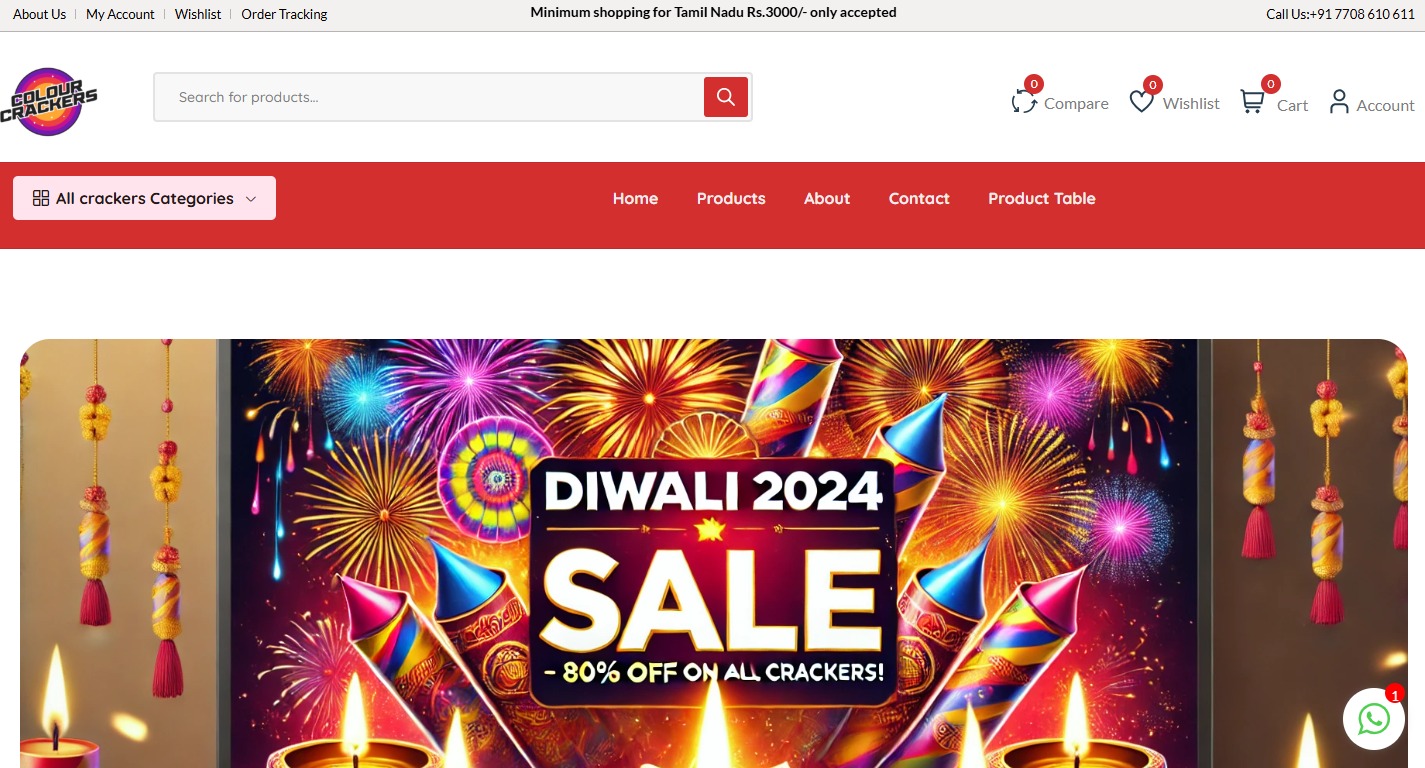 About Us
My Account
Wishlist
Order Tracking
Minimum shopping for Tamil Nadu Rs.3000/- only accepted
Call Us:+91 7708 610 611
COLOUR
CRACKERS
Search for products...
0
Compare
0
Wishlist
0
Cart
Account
All crackers Categories
Home
Products
About
Contact
Product Table
DIWALI 2024
SALE
- 80% OFF ON ALL CRACKERS!
1